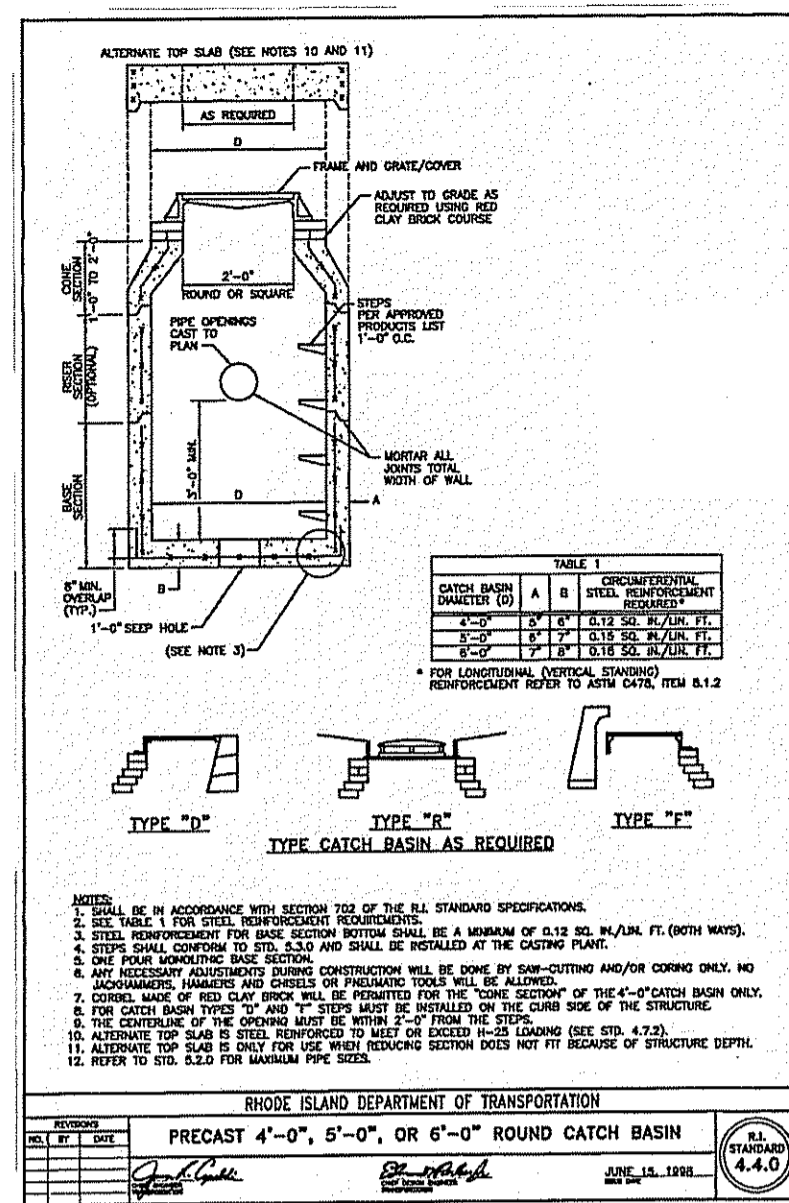 ALTERNATE TOP SLAB (SEE NOTES 10 AND 11)
AS REQUIRED
D
FRAME AND GRATE/COVER
ADJUST TO GRADE AS
REQUIRED USING RED
CLAY BRICK COURSE
CONE
SECTION
1'-0" TO 2'-0"
2'-0"
ROUND OR SQUARE
STEPS
PER APPROVED
PRODUCTS LIST
1'-0" O.C.
PIPE OPENINGS
CAST TO
PLAN
RISER
SECTION
(OPTIONAL)
MORTAR ALL
JOINTS TOTAL
WIDTH OF WALL
3'-0" MIN.
BASE
SECTION
D
A
B
8" MIN.
OVERLAP
(TYP.)
1'-0" SEEP HOLE
(SEE NOTE 3)
TABLE 1
CATCH BASIN DIAMETER (D) A B CIRCUMFERENTIAL STEEL REINFORCEMENT REQUIRED*
4'-0" 5" 6" 0.12 SQ. IN./LIN. FT.
5'-0" 6" 7" 0.15 SQ. IN./LIN. FT.
6'-0" 7" 8" 0.18 SQ. IN./LIN. FT.
* FOR LONGITUDINAL (VERTICAL STANDING)
REINFORCEMENT REFER TO ASTM C478, ITEM 8.1.2
TYPE "D"
TYPE "R"
TYPE "F"
TYPE CATCH BASIN AS REQUIRED
NOTES:
1. SHALL BE IN ACCORDANCE WITH SECTION 702 OF THE R.I. STANDARD SPECIFICATIONS.
2. SEE TABLE 1 FOR STEEL REINFORCEMENT REQUIREMENTS.
3. STEEL REINFORCEMENT FOR BASE SECTION BOTTOM SHALL BE A MINIMUM OF 0.12 SQ. IN./LIN. FT. (BOTH WAYS).
4. STEPS SHALL CONFORM TO STD. 5.3.0 AND SHALL BE INSTALLED AT THE CASTING PLANT.
5. ONE POUR MONOLITHIC BASE SECTION.
6. ANY NECESSARY ADJUSTMENTS DURING CONSTRUCTION WILL BE DONE BY SAW-CUTTING AND/OR CORING ONLY. NO
JACKHAMMERS, HAMMERS AND CHISELS OR PNEUMATIC TOOLS WILL BE ALLOWED.
7. CORBEL MADE OF RED CLAY BRICK WILL BE PERMITTED FOR THE "CONE SECTION" OF THE 4'-0" CATCH BASIN ONLY.
8. FOR CATCH BASIN TYPES "D" AND "F" STEPS MUST BE INSTALLED ON THE CURB SIDE OF THE STRUCTURE.
9. THE CENTERLINE OF THE OPENING MUST BE WITHIN 2'-0" FROM THE STEPS.
10. ALTERNATE TOP SLAB IS STEEL REINFORCED TO MEET OR EXCEED H-25 LOADING (SEE STD. 4.7.2).
11. ALTERNATE TOP SLAB IS ONLY FOR USE WHEN REDUCING SECTION DOES NOT FIT BECAUSE OF STRUCTURE DEPTH.
12. REFER TO STD. 5.2.0 FOR MAXIMUM PIPE SIZES.
RHODE ISLAND DEPARTMENT OF TRANSPORTATION
REVISIONS
NO. BY DATE
PRECAST 4'-0", 5'-0", OR 6'-0" ROUND CATCH BASIN
CHIEF DESIGN ENGINEER
JUNE 15, 1998
ISSUE DATE
R.I.
STANDARD
4.4.0